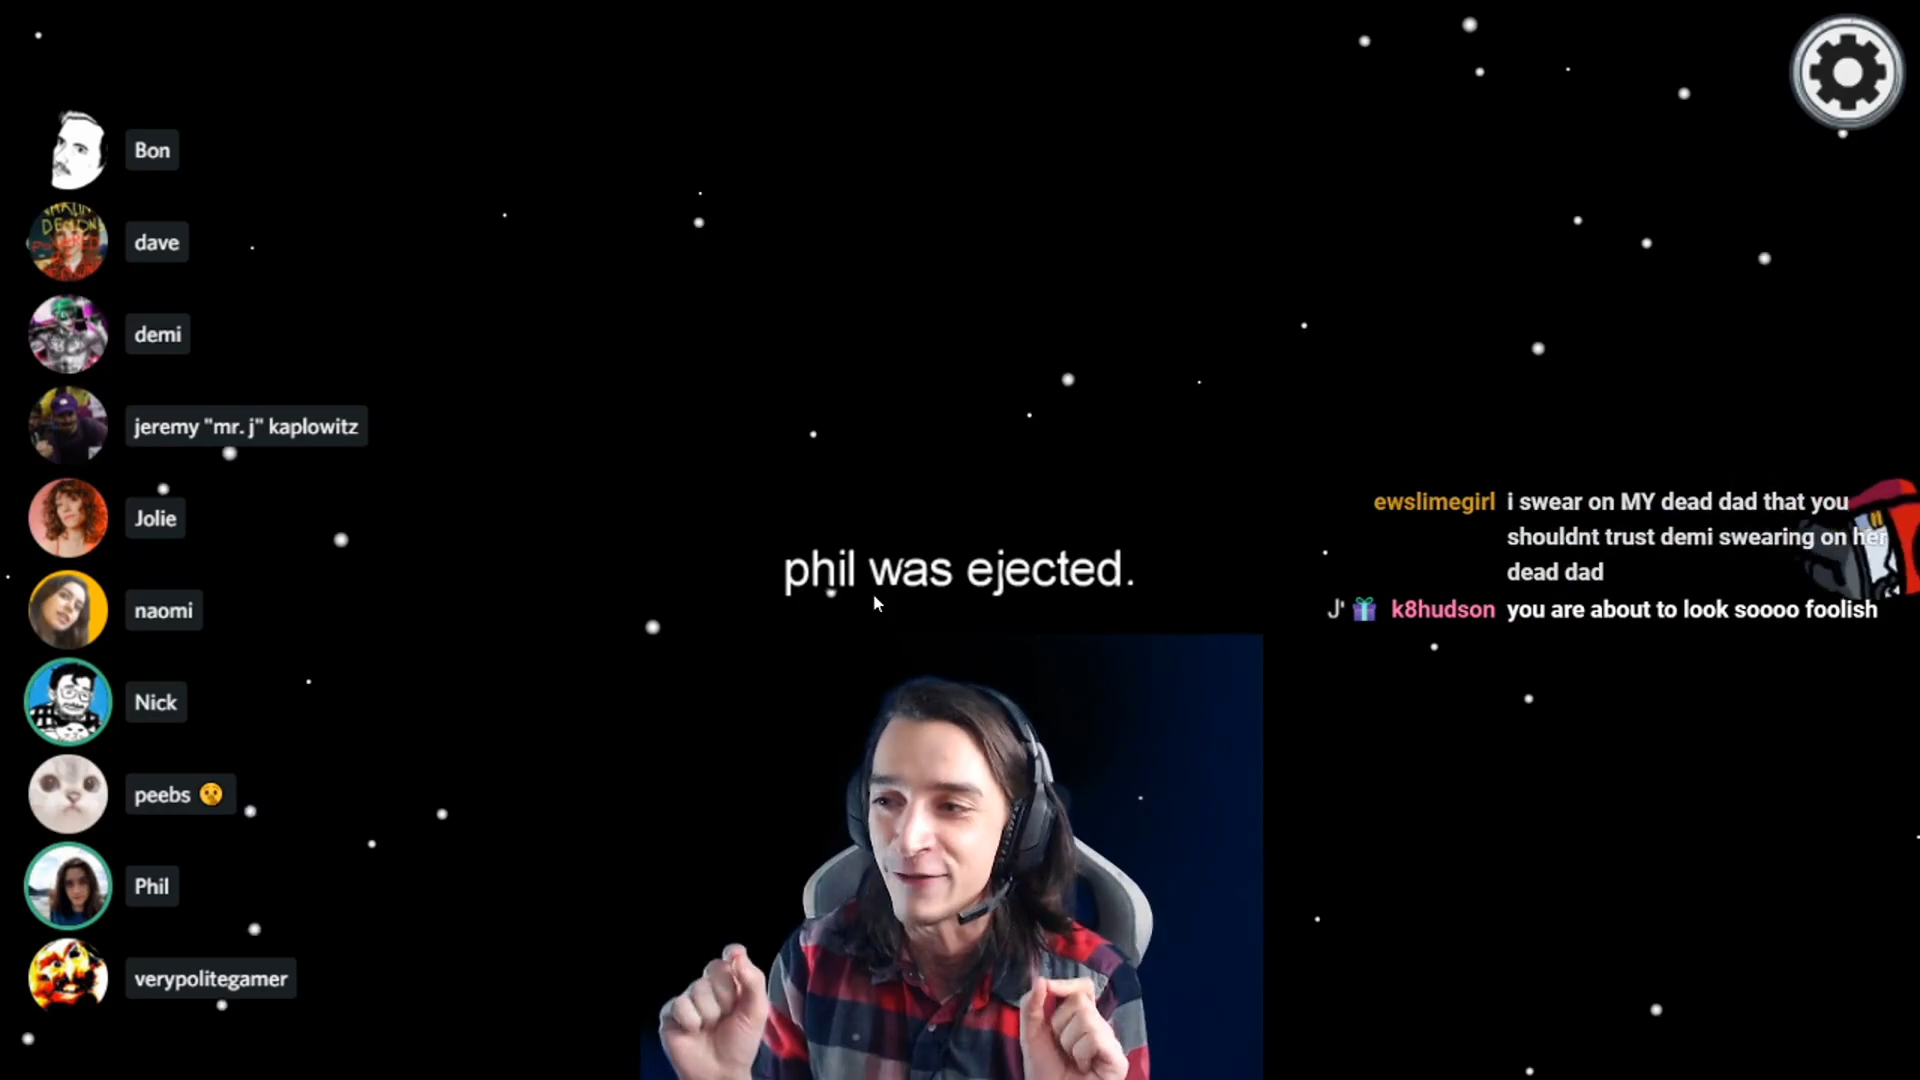 Bon
dave
demi
jeremy "mr. j" kaplowitz
Jolie
naomi
Nick
peebs 🤫
Phil
verypolitegamer
phil was ejected.
ewslimegirl i swear on MY dead dad that you
shouldnt trust demi swearing on her
dead dad
k8hudson you are about to look soooo foolish